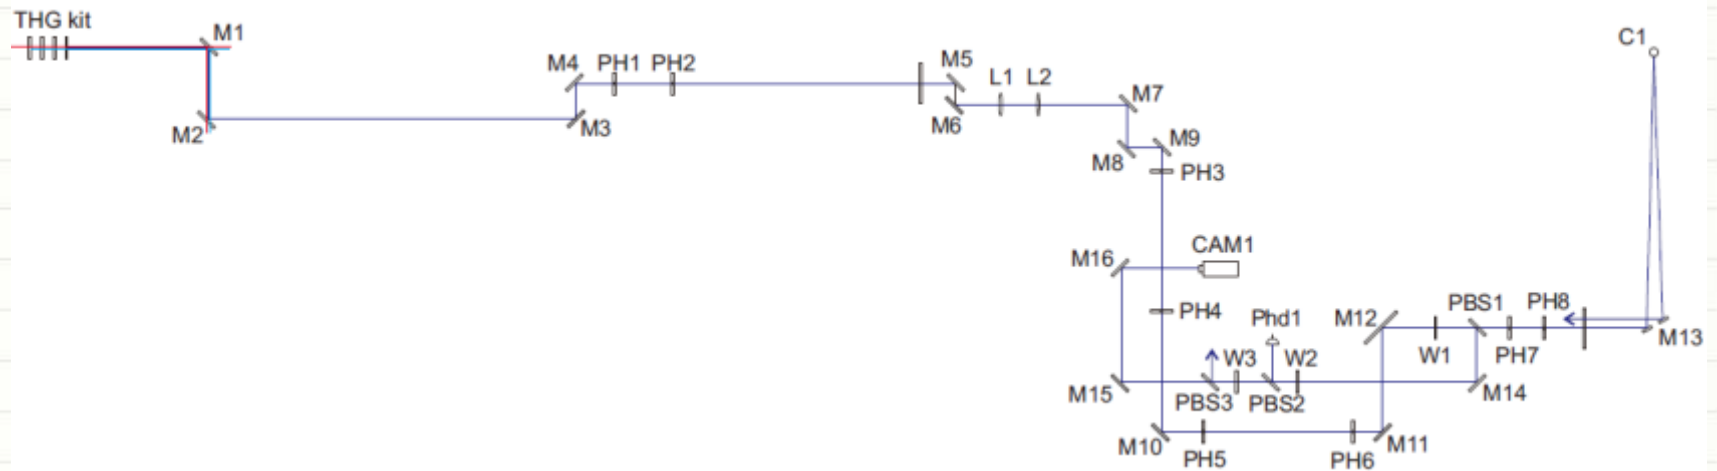 THG kit
M1
C1
M4 PH1 PH2
M5
L1 L2
M7
M2
M3
M6
M9
M8
PH3
M16
CAM1
PH4
Phd1
M12
PBS1
PH8
M13
W3
W2
W1
PH7
M15
PBS3
PBS2
M14
M10
PH5
PH6
M11